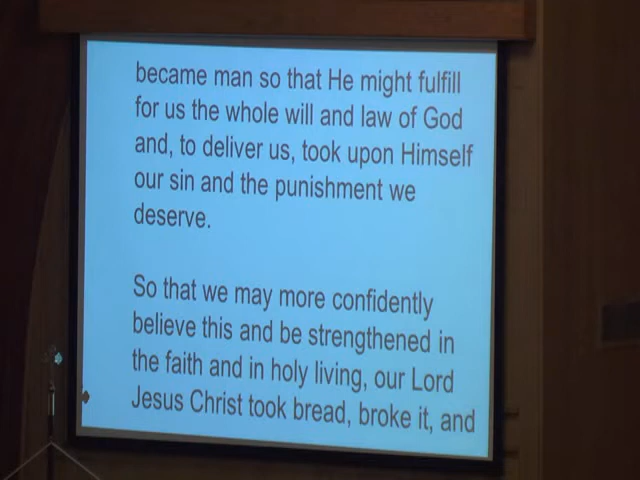 became man so that He might fulfill
for us the whole will and law of God
and, to deliver us, took upon Himself
our sin and the punishment we
deserve.
So that we may more confidently
believe this and be strengthened in
the faith and in holy living, our Lord
Jesus Christ took bread, broke it, and